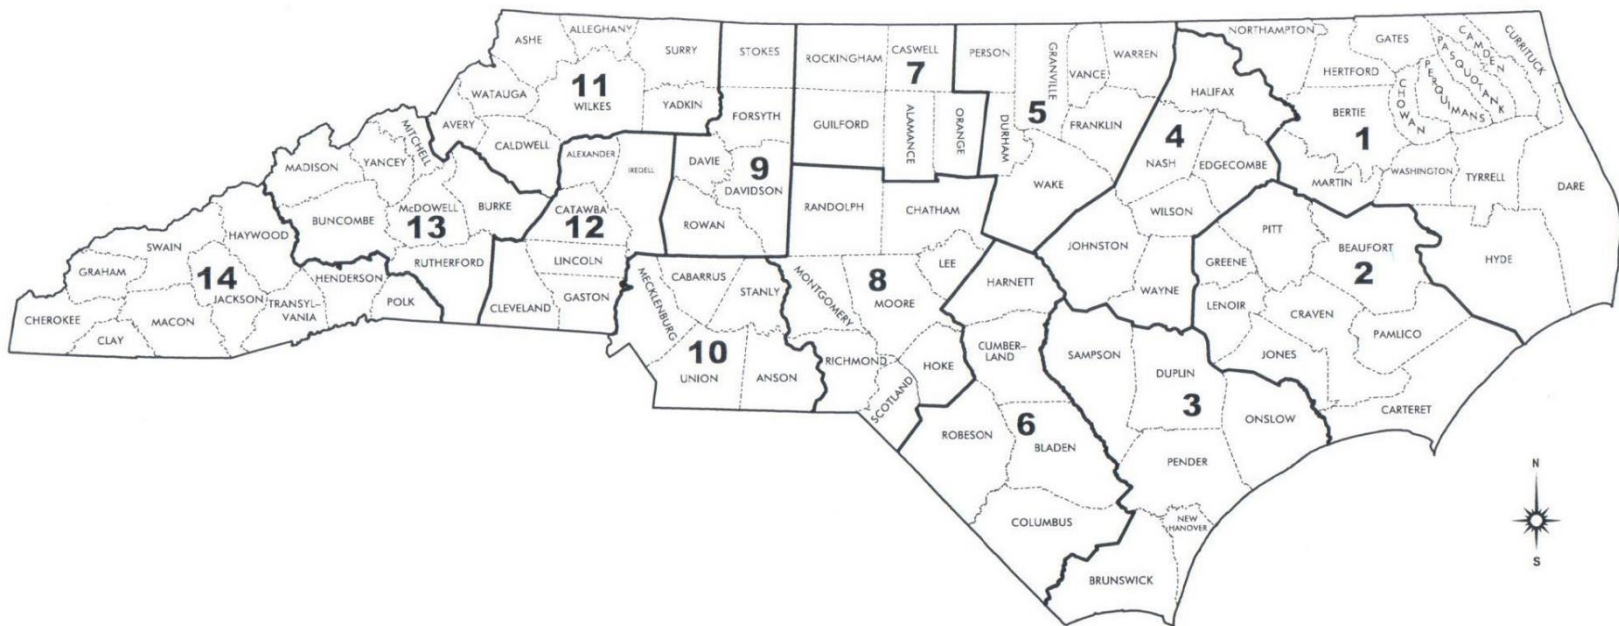 ASHE
ALLEGHANY
SURRY
STOKES
ROCKINGHAM
CASWELL
7
PERSON
GRANVILLE
VANCE
WARREN
NORTHAMPTON
GATES
CAMDEN
CURRITUCK
PASQUOTANK
PERQUIMANS
CHOWAN
HERTFORD
HALIFAX
BERTIE
1
11
WILKES
WATAUGA
YADKIN
FORSYTH
GUILFORD
ALAMANCE
ORANGE
DURHAM
5
FRANKLIN
4
NASH
EDGECOMBE
MARTIN
WASHINGTON
TYRRELL
DARE
AVERY
MITCHELL
CALDWELL
ALEXANDER
IREDELL
DAVIE
9
DAVIDSON
WAKE
WILSON
MADISON
YANCEY
BUNCOMBE
McDOWELL
13
BURKE
CATAWBA
12
ROWAN
RANDOLPH
CHATHAM
JOHNSTON
PITT
BEAUFORT
2
HYDE
GREENE
SWAIN
HAYWOOD
GRAHAM
14
JACKSON
HENDERSON
RUTHERFORD
POLK
TRANSYL-
VANIA
CHEROKEE
MACON
CLAY
LINCOLN
CLEVELAND
GASTON
MECKLENBURG
CABARRUS
STANLY
MONTGOMERY
8
MOORE
LEE
HARNETT
WAYNE
LENOIR
CRAVEN
PAMLICO
JONES
CARTERET
10
UNION
ANSON
RICHMOND
SCOTLAND
HOKE
CUMBER-
LAND
SAMPSON
DUPLIN
3
ONSLOW
ROBESON
6
BLADEN
PENDER
COLUMBUS
NEW
HANOVER
BRUNSWICK
N
S